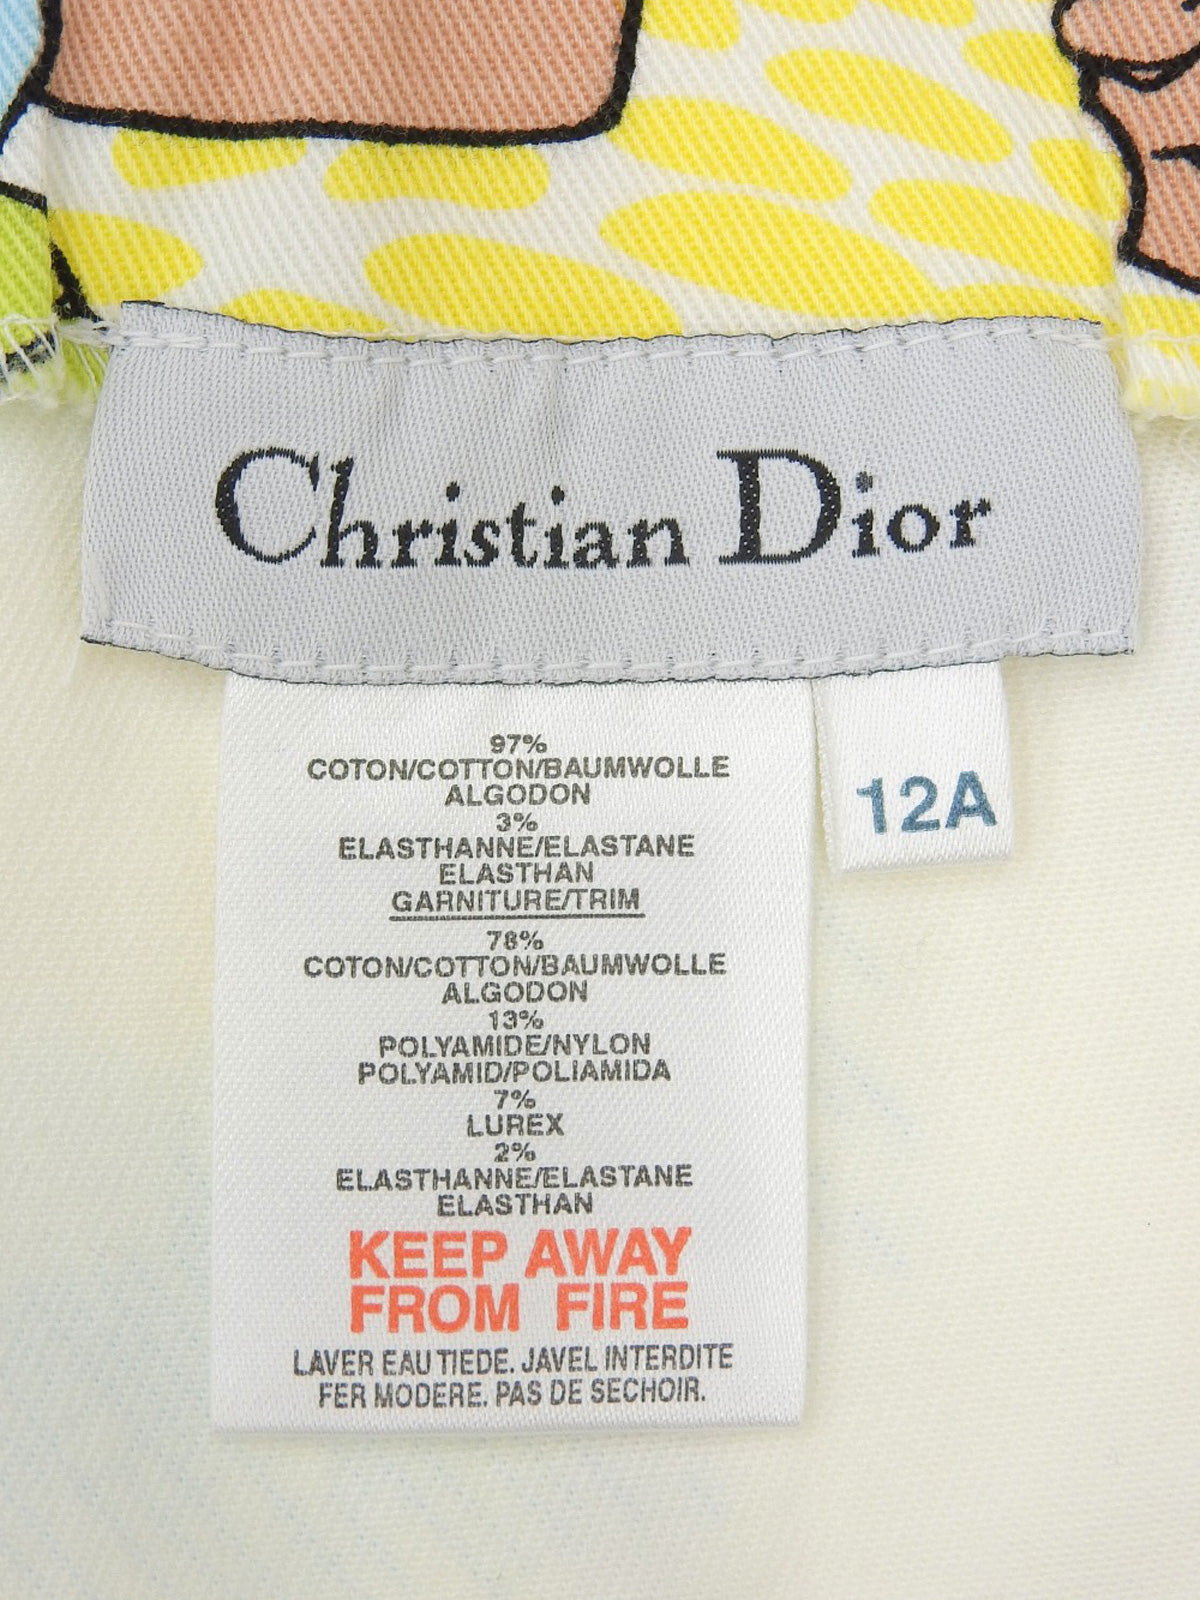 Christian Dior
12A
97%
COTON/COTTON/BAUMWOLLE
ALGODON
3%
ELASTHANNE/ELASTANE
ELASTHAN
GARNITURE/TRIM
78%
COTON/COTTON/BAUMWOLLE
ALGODON
13%
POLYAMIDE/NYLON
POLYAMID/POLIAMIDA
7%
LUREX
2%
ELASTHANNE/ELASTANE
ELASTHAN
KEEP AWAY
FROM FIRE
LAVER EAU TIEDE. JAVEL INTERDITE
FER MODERE. PAS DE SECHOIR.